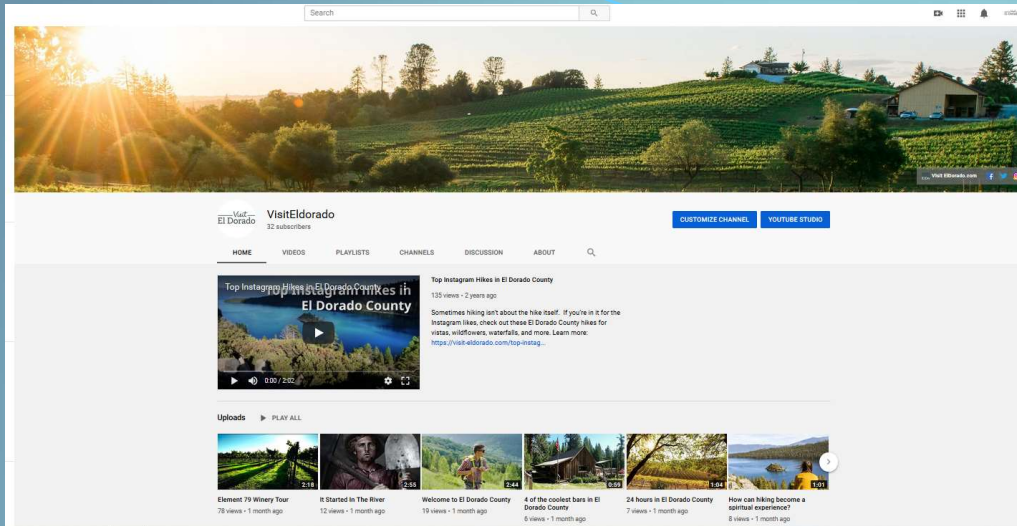 Search
Visit ElDorado.com
Visit
El Dorado
VisitEldorado
32 subscribers
CUSTOMIZE CHANNEL
YOUTUBE STUDIO
HOME VIDEOS PLAYLISTS CHANNELS DISCUSSION ABOUT
Top Instagram Hikes in El Dorado County
Top Instagram Hikes in
El Dorado County
0:00 / 2:02
Top Instagram Hikes in El Dorado County
135 views • 2 years ago
Sometimes hiking isn't about the hike itself. If you're in it for the
Instagram likes, check out these El Dorado County hikes for
vistas, wildflowers, waterfalls, and more. Learn more:
https://visit-eldorado.com/top-instag...
Uploads PLAY ALL
2:18
Element 79 Winery Tour
78 views • 1 month ago
2:55
It Started In The River
12 views • 1 month ago
2:44
Welcome to El Dorado County
19 views • 1 month ago
0:59
4 of the coolest bars in El
Dorado County
6 views • 1 month ago
1:04
24 hours in El Dorado County
7 views • 1 month ago
1:01
How can hiking become a
spiritual experience?
8 views • 1 month ago